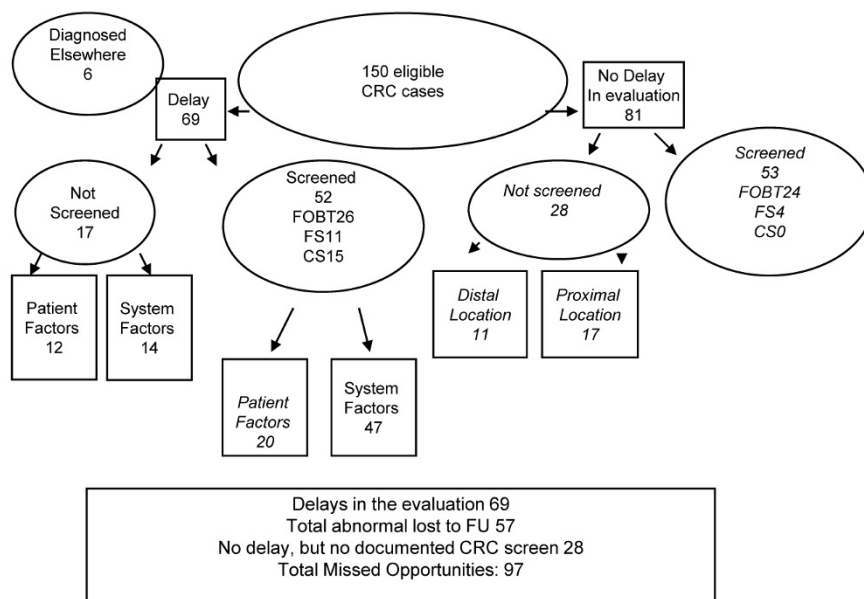 Diagnosed
Elsewhere
6
150 eligible
CRC cases
Delay
69
No Delay
In evaluation
81
Not
Screened
17
Screened
52
FOBT26
FS11
CS15
Not screened
28
Screened
53
FOBT24
FS4
CS0
Patient
Factors
12
System
Factors
14
Patient
Factors
20
System
Factors
47
Distal
Location
11
Proximal
Location
17
Delays in the evaluation 69
Total abnormal lost to FU 57
No delay, but no documented CRC screen 28
Total Missed Opportunities: 97